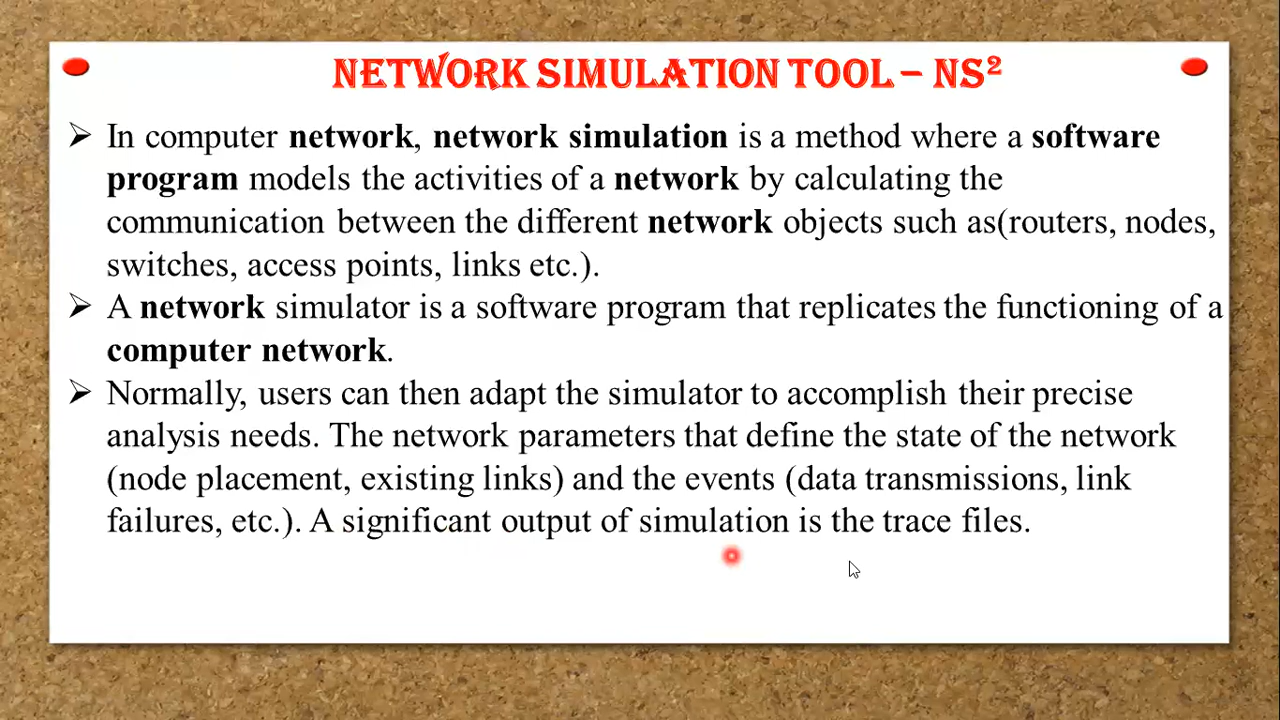 NETWORK SIMULATION TOOL – NS²
➢ In computer network, network simulation is a method where a software
program models the activities of a network by calculating the
communication between the different network objects such as(routers, nodes,
switches, access points, links etc.).
➢ A network simulator is a software program that replicates the functioning of a
computer network.
➢ Normally, users can then adapt the simulator to accomplish their precise
analysis needs. The network parameters that define the state of the network
(node placement, existing links) and the events (data transmissions, link
failures, etc.). A significant output of simulation is the trace files.